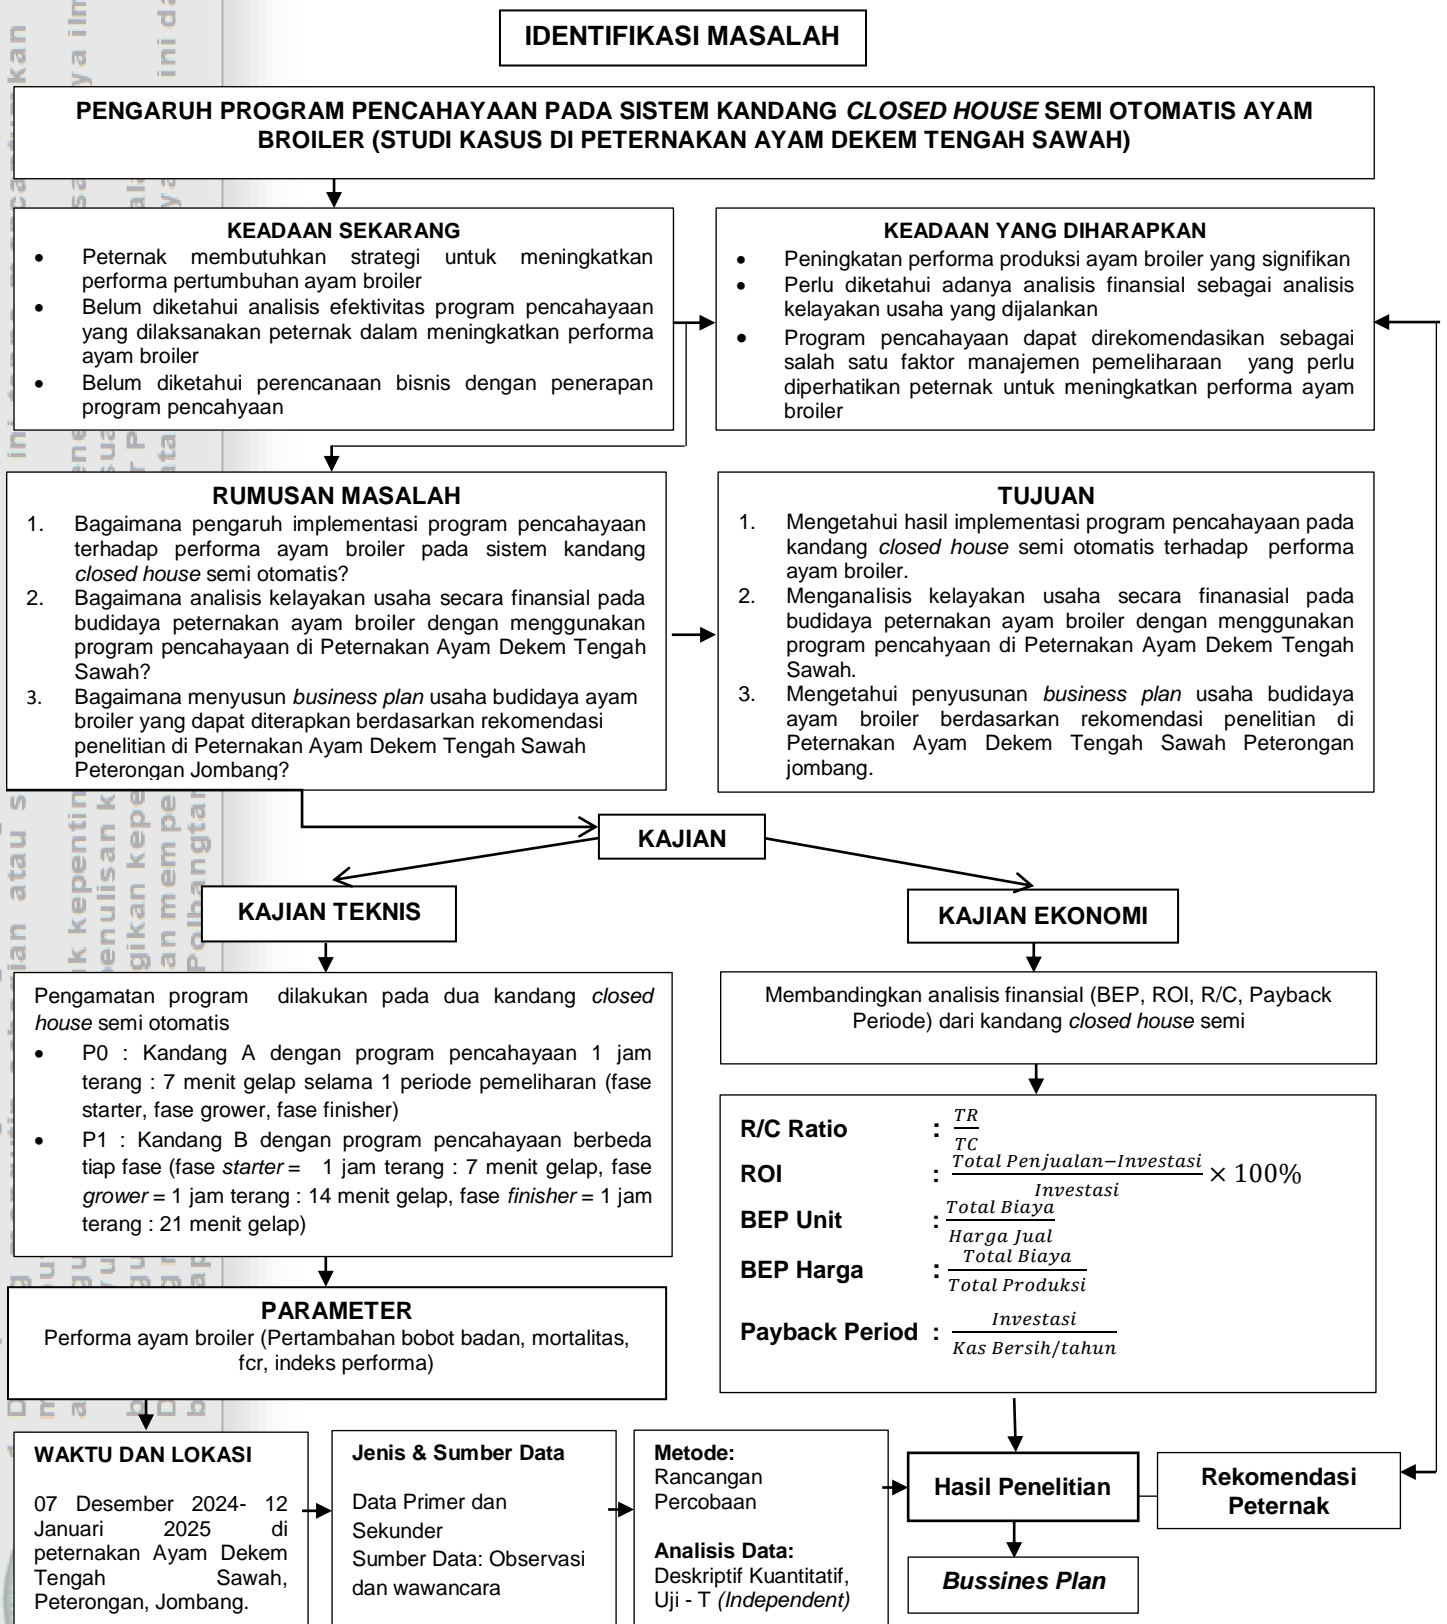 IDENTIFIKASI MASALAH
PENGARUH PROGRAM PENCAHAYAAN PADA SISTEM KANDANG CLOSED HOUSE SEMI OTOMATIS AYAM
BROILER (STUDI KASUS DI PETERNAKAN AYAM DEKEM TENGAH SAWAH)
KEADAAN SEKARANG
• Peternak membutuhkan strategi untuk meningkatkan
performa pertumbuhan ayam broiler
• Belum diketahui analisis efektivitas program pencahayaan
yang dilaksanakan peternak dalam meningkatkan performa
ayam broiler
• Belum diketahui perencanaan bisnis dengan penerapan
program pencahyaan
KEADAAN YANG DIHARAPKAN
• Peningkatan performa produksi ayam broiler yang signifikan
• Perlu diketahui adanya analisis finansial sebagai analisis
kelayakan usaha yang dijalankan
• Program pencahayaan dapat direkomendasikan sebagai
salah satu faktor manajemen pemeliharaan yang perlu
diperhatikan peternak untuk meningkatkan performa ayam
broiler
RUMUSAN MASALAH
1. Bagaimana pengaruh implementasi program pencahayaan
terhadap performa ayam broiler pada sistem kandang
closed house semi otomatis?
2. Bagaimana analisis kelayakan usaha secara finansial pada
budidaya peternakan ayam broiler dengan menggunakan
program pencahayaan di Peternakan Ayam Dekem Tengah
Sawah?
3. Bagaimana menyusun business plan usaha budidaya ayam
broiler yang dapat diterapkan berdasarkan rekomendasi
penelitian di Peternakan Ayam Dekem Tengah Sawah
Peterongan Jombang?
TUJUAN
1. Mengetahui hasil implementasi program pencahayaan pada
kandang closed house semi otomatis terhadap performa
ayam broiler.
2. Menganalisis kelayakan usaha secara finanasial pada
budidaya peternakan ayam broiler dengan menggunakan
program pencahyaan di Peternakan Ayam Dekem Tengah
Sawah.
3. Mengetahui penyusunan business plan usaha budidaya
ayam broiler berdasarkan rekomendasi penelitian di
Peternakan Ayam Dekem Tengah Sawah Peterongan
jombang.
KAJIAN
KAJIAN TEKNIS
KAJIAN EKONOMI
Pengamatan program dilakukan pada dua kandang closed
house semi otomatis
• P0 : Kandang A dengan program pencahayaan 1 jam
terang : 7 menit gelap selama 1 periode pemeliharan (fase
starter, fase grower, fase finisher)
• P1 : Kandang B dengan program pencahayaan berbeda
tiap fase (fase starter = 1 jam terang : 7 menit gelap, fase
grower = 1 jam terang : 14 menit gelap, fase finisher = 1 jam
terang : 21 menit gelap)
Membandingkan analisis finansial (BEP, ROI, R/C, Payback
Periode) dari kandang closed house semi
R/C Ratio : TR/TC
ROI : Total Penjualan−Investasi/Investasi × 100%
BEP Unit : Total Biaya/Harga Jual
BEP Harga : Total Biaya/Total Produksi
Payback Period : Investasi/Kas Bersih/tahun
PARAMETER
Performa ayam broiler (Pertambahan bobot badan, mortalitas,
fcr, indeks performa)
WAKTU DAN LOKASI
07 Desember 2024- 12
Januari 2025 di
peternakan Ayam Dekem
Tengah Sawah,
Peterongan, Jombang.
Jenis & Sumber Data
Data Primer dan
Sekunder
Sumber Data: Observasi
dan wawancara
Metode:
Rancangan
Percobaan
Analisis Data:
Deskriptif Kuantitatif,
Uji - T (Independent)
Hasil Penelitian
Rekomendasi
Peternak
Bussines Plan